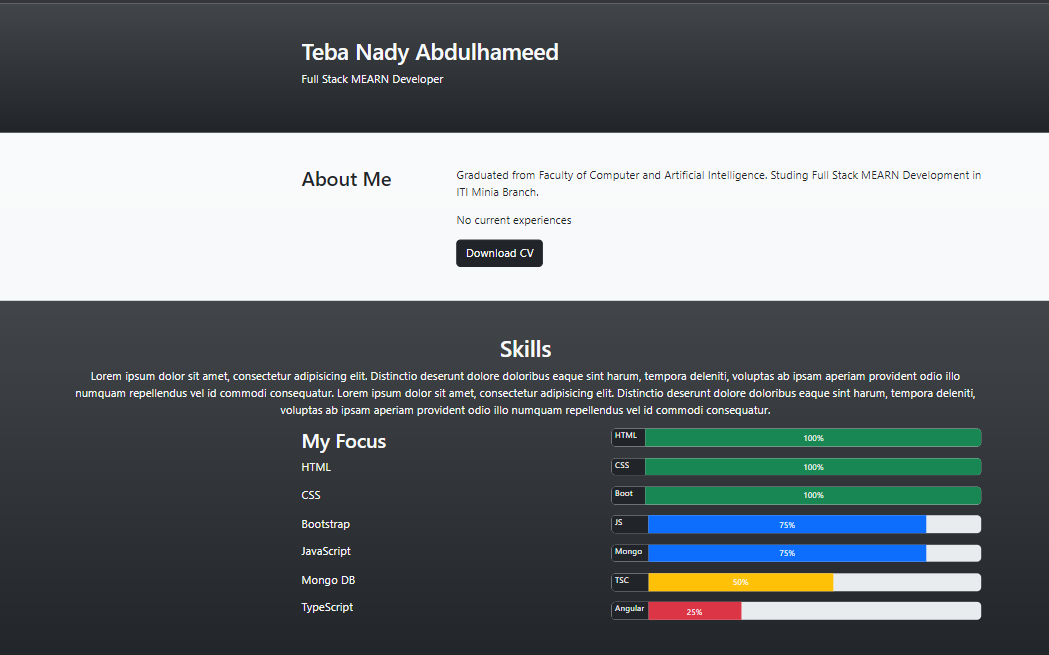 Teba Nady Abdulhameed
Full Stack MEARN Developer
About Me
Graduated from Faculty of Computer and Artificial Intelligence. Studing Full Stack MEARN Development in
ITI Minia Branch.
No current experiences
Download CV
Skills
Lorem ipsum dolor sit amet, consectetur adipisicing elit. Distinctio deserunt dolore doloribus eaque sint harum, tempora deleniti, voluptas ab ipsam aperiam provident odio illo
numquam repellendus vel id commodi consequatur. Lorem ipsum dolor sit amet, consectetur adipisicing elit. Distinctio deserunt dolore doloribus eaque sint harum, tempora deleniti,
voluptas ab ipsam aperiam provident odio illo numquam repellendus vel id commodi consequatur.
My Focus
HTML
CSS
Bootstrap
JavaScript
Mongo DB
TypeScript
HTML 100%
CSS 100%
Boot 100%
JS 75%
Mongo 75%
TSC 50%
Angular 25%